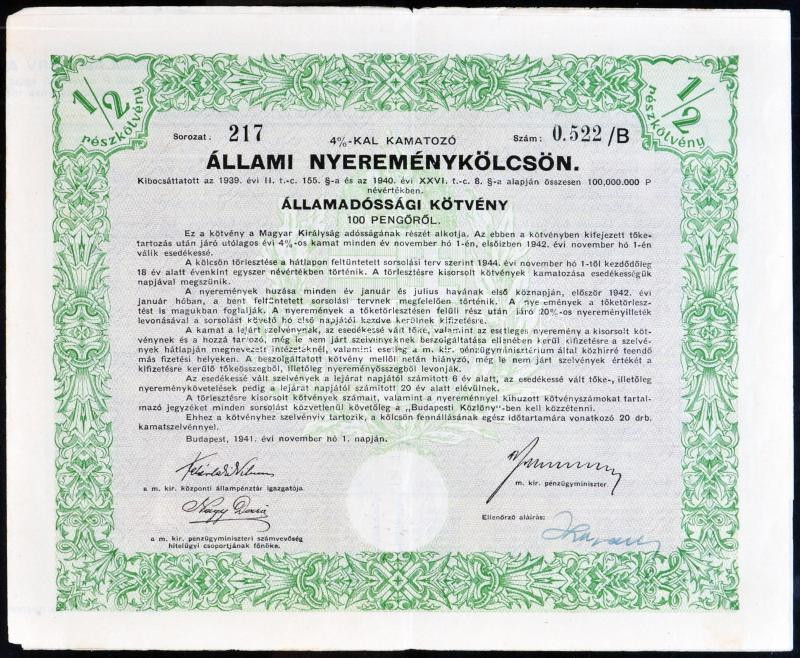 1/2
részkötvény
1/2
részkötvény
Sorozat: 217
4%-KAL KAMATOZÓ
Szám: 0.522/B
ÁLLAMI NYEREMÉNYKÖLCSÖN.
Kibocsáttatott az 1939. évi II. t.-c. 155. §-a és az 1940. évi XXVI. t.-c. 8. §-a alapján összesen 100,000.000 P
névértékben.
ÁLLAMADÓSSÁGI KÖTVÉNY
100 PENGŐRŐL.
Ez a kötvény a Magyar Királyság adósságának részét alkotja. Az ebben a kötvényben kifejezett tőke-
tartozás után járó utólagos évi 4%-os kamat minden év november hó 1-én, elsőizben 1942. évi november hó 1-én
válik esedékessé.
A kölcsön törlesztése a hátlapon feltüntetett sorsolási terv szerint 1944. évi november hó 1-től kezdődőleg
18 év alatt évenkint egyszer névértékben történik. A törlesztésre kisorsolt kötvények kamatozása esedékességük
napjával megszünik.
A nyeremények huzása minden év január és julius havának első köznapján, először 1942. évi
január hóban, a bent feltüntetett sorsolási tervnek megfelelően történik. A nyeremények a tőketörlesz-
tést is magukban foglalják. A nyeremények a tőketörlesztésen felüli rész után járó 20%-os nyereményilleték
levonásával a sorsolást követő hó első napjától kezdve kerülnek kifizetésre.
A kamat a lejárt szelvénynek, az esedékessé vált tőke, valamint az esetleges nyeremény a kisorsolt köt-
vénynek és a hozzá tartozó, még le nem járt szelvényeknek beszolgáltatása ellenében kerül kifizetésre a szelvé-
nyek hátlapján megnevezett intézeteknél, valamint esetleg a m. kir. pénzügyminisztérium által közhirré teendő
más fizetési helyeken. A beszolgáltatott kötvény mellől netán hiányzó, még le nem járt szelvények értékét a
kifizetésre kerülő tőkeösszegből, illetőleg nyereményösszegből levonják.
Az esedékessé vált szelvények a lejárat napjától számitott 6 év alatt, az esedékessé vált tőke-, illetőleg
nyereménykövetelések pedig a lejárat napjától számitott 20 év alatt elévülnek.
A törlesztésre kisorsolt kötvények számait, valamint a nyereménnyel kihuzott kötvényszámokat tartal-
mazó jegyzéket minden sorsolást közvetlenül követőleg a „Budapesti Közlöny"-ben kell közzétenni.
Ehhez a kötvényhez szelvényív tartozik, a kölcsön fennállásának egész időtartamára vonatkozó 20 drb.
kamatszelvénnyel.
Budapest, 1941. évi november hó 1. napján.
a m. kir. központi állampénztár igazgatója.
m. kir. pénzügyminiszter.
Ellenőrző aláírás:
a m. kir. pénzügyminiszteri számvevőség
hitelügyi csoportjának főnöke.